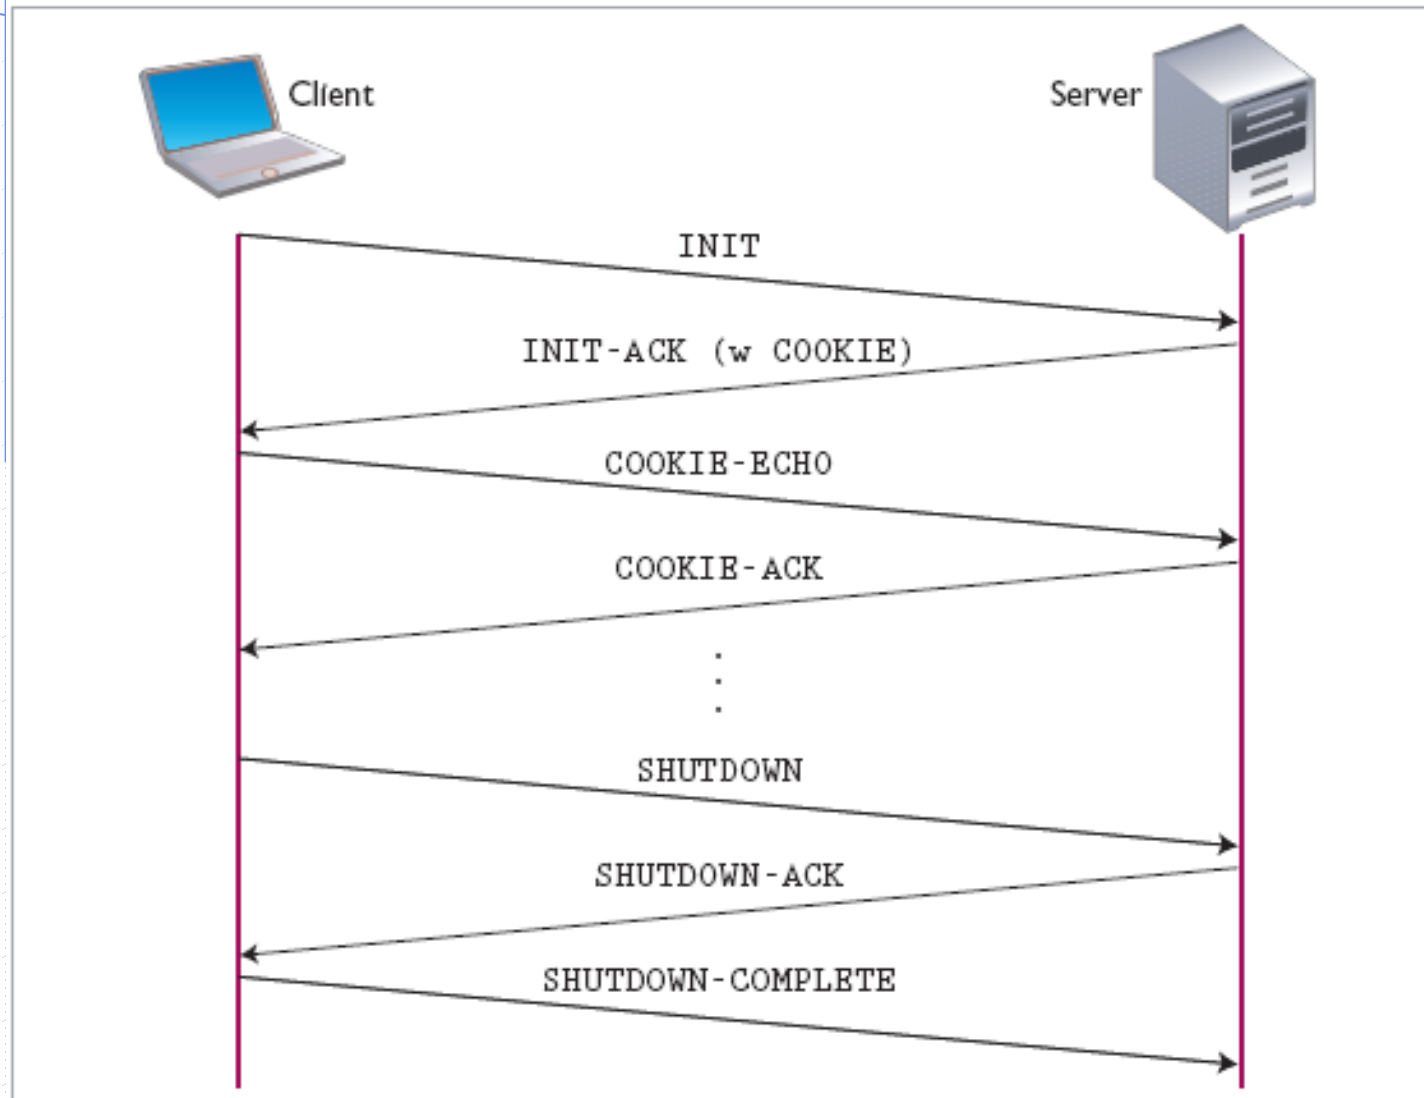 Client
Server
INIT
INIT-ACK (w COOKIE)
COOKIE-ECHO
COOKIE-ACK
.
.
.
SHUTDOWN
SHUTDOWN-ACK
SHUTDOWN-COMPLETE